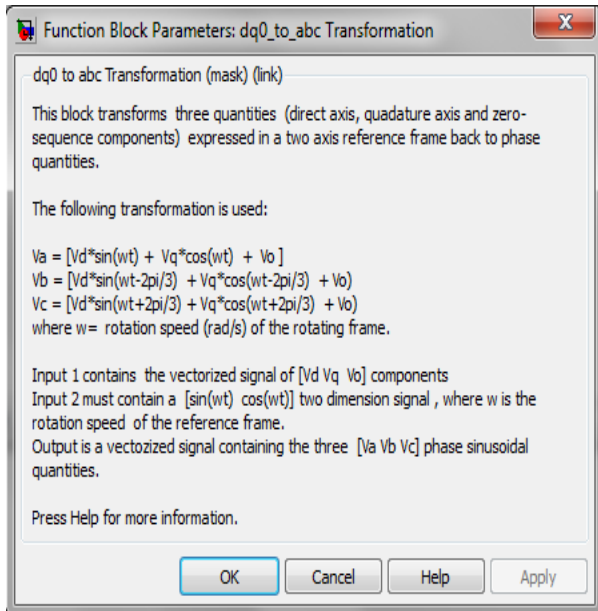 Function Block Parameters: dq0_to_abc Transformation
X
dq0 to abc Transformation (mask) (link)
This block transforms three quantities (direct axis, quadature axis and zero-
sequence components) expressed in a two axis reference frame back to phase
quantities.
The following transformation is used:
Va = [Vd*sin(wt) + Vq*cos(wt) + Vo ]
Vb = [Vd*sin(wt-2pi/3) + Vq*cos(wt-2pi/3) + Vo)
Vc = [Vd*sin(wt+2pi/3) + Vq*cos(wt+2pi/3) + Vo)
where w= rotation speed (rad/s) of the rotating frame.
Input 1 contains the vectorized signal of [Vd Vq Vo] components
Input 2 must contain a [sin(wt) cos(wt)] two dimension signal , where w is the
rotation speed of the reference frame.
Output is a vectozized signal containing the three [Va Vb Vc] phase sinusoidal
quantities.
Press Help for more information.
OK Cancel Help Apply